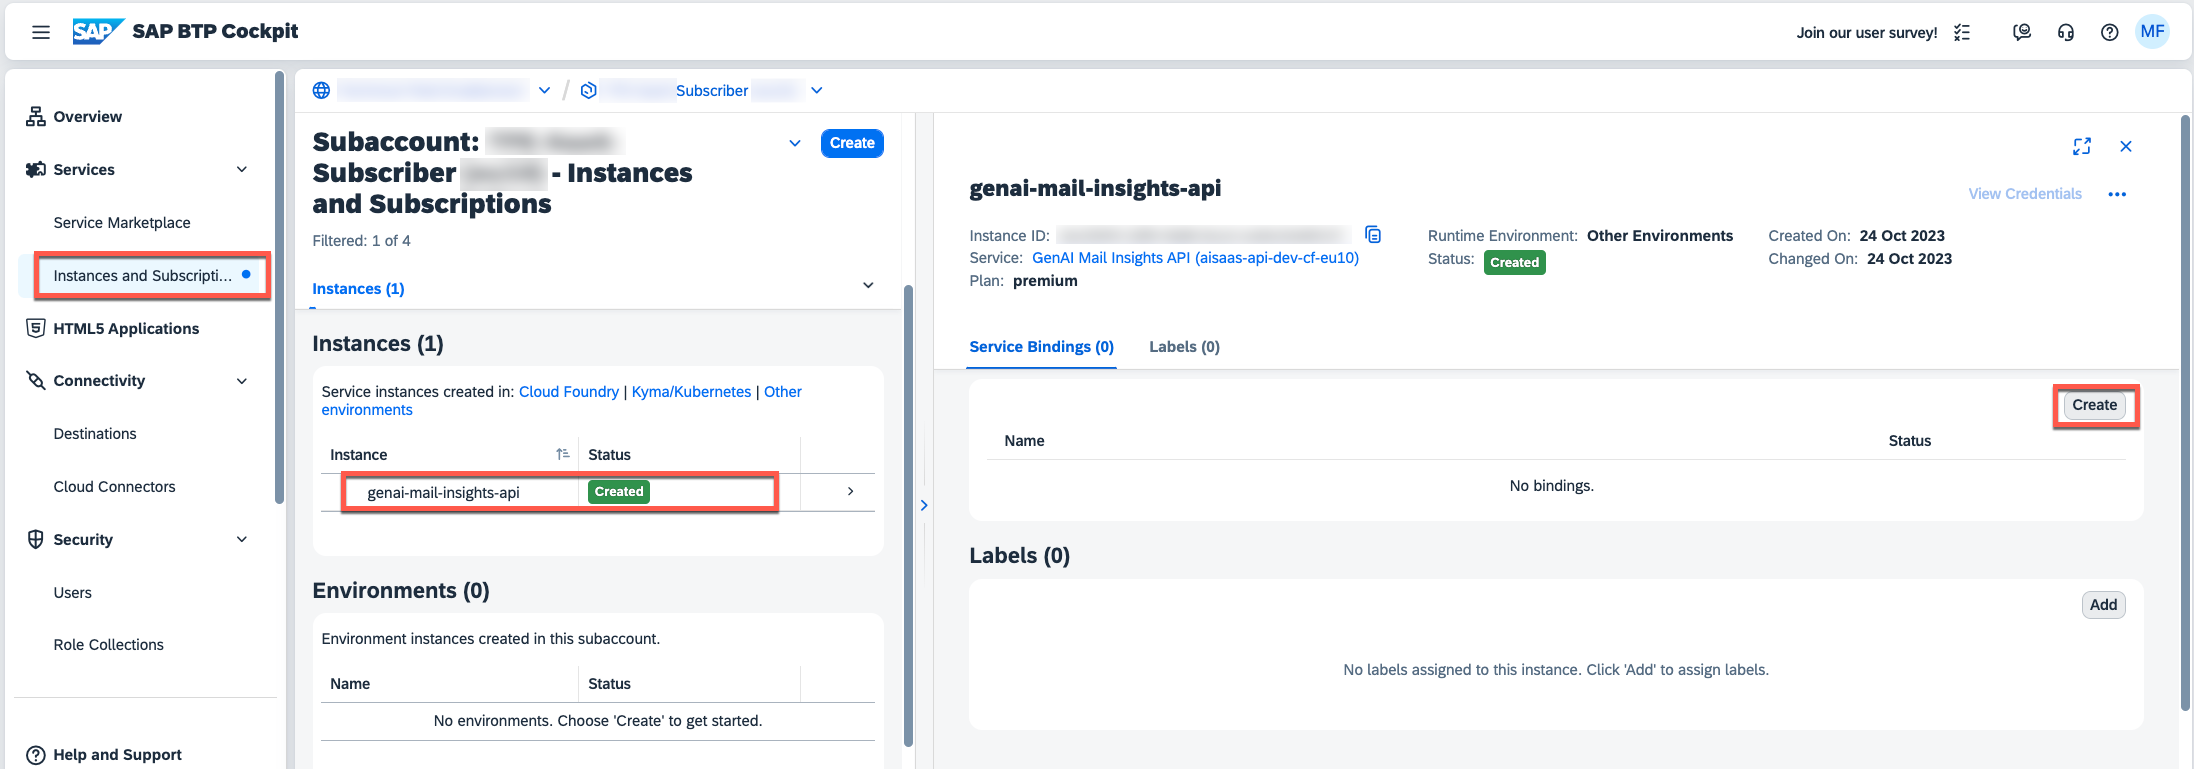 SAP SAP BTP Cockpit
Join our user survey!
MF
Overview
Services
Service Marketplace
Instances and Subscripti...
HTML5 Applications
Connectivity
Destinations
Cloud Connectors
Security
Users
Role Collections
Help and Support
/ Subscriber
Subaccount:
Subscriber - Instances
and Subscriptions
Create
Filtered: 1 of 4
Instances (1)
Instances (1)
Service instances created in: Cloud Foundry | Kyma/Kubernetes | Other
environments
Instance Status
genai-mail-insights-api Created
Environments (0)
Environment instances created in this subaccount.
Name Status
No environments. Choose 'Create' to get started.
genai-mail-insights-api
View Credentials
Instance ID:
Service: GenAI Mail Insights API (aisaas-api-dev-cf-eu10)
Plan: premium
Runtime Environment: Other Environments
Status: Created
Created On: 24 Oct 2023
Changed On: 24 Oct 2023
Service Bindings (0) Labels (0)
Create
Name Status
No bindings.
Labels (0)
Add
No labels assigned to this instance. Click 'Add' to assign labels.